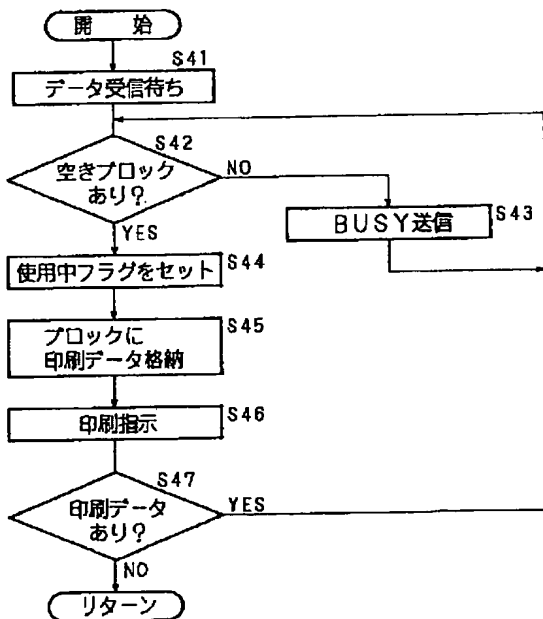 開 始
S41
データ受信待ち
S42
空きブロック
あり?
NO
YES
BUSY送信
S43
使用中フラグをセット
S44
ブロックに
印刷データ格納
S45
印刷指示
S46
S47
印刷データ
あり?
YES
NO
リターン